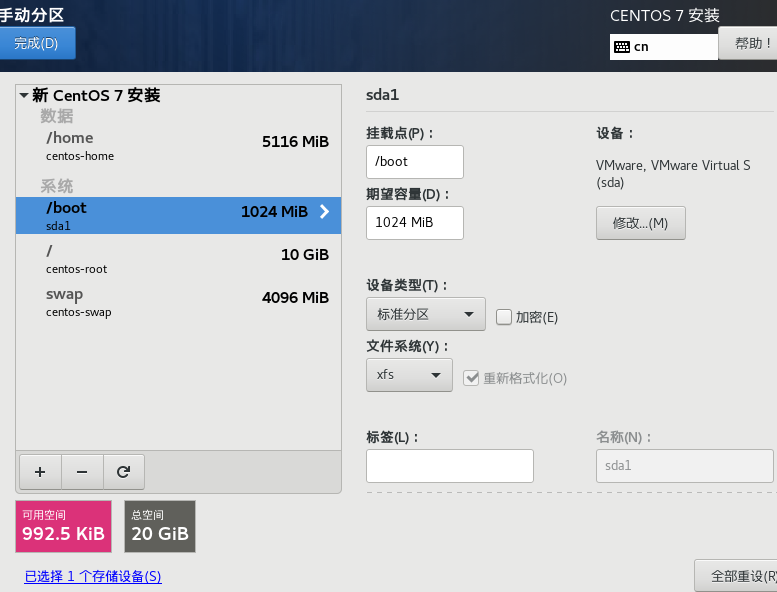 手动分区
CENTOS 7 安装
完成(D)
cn
帮助！
新 CentOS 7 安装
数据
/home
5116 MiB
centos-home
系统
/boot
1024 MiB
sda1
/
10 GiB
centos-root
swap
4096 MiB
centos-swap
+ −
可用空间
992.5 KiB
总空间
20 GiB
已选择 1 个存储设备(S)
sda1
挂载点(P)：
/boot
期望容量(D)：
1024 MiB
设备：
VMware, VMware Virtual S
(sda)
修改...(M)
设备类型(T)：
标准分区
加密(E)
文件系统(Y)：
xfs
重新格式化(O)
标签(L)：
名称(N)：
sda1
全部重设(R